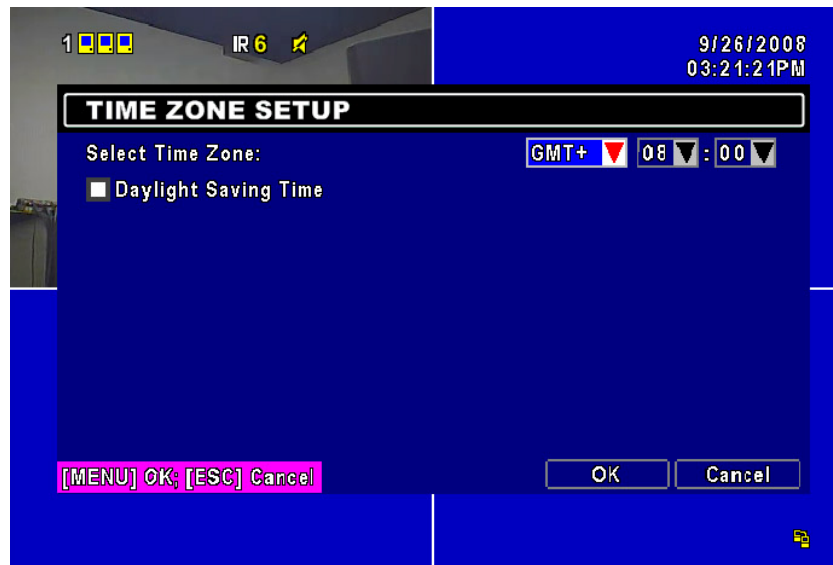 1 IR 6 9/26/2008
03:21:21PM
TIME ZONE SETUP
Select Time Zone: GMT+ 08 : 00
Daylight Saving Time
[MENU] OK; [ESC] Cancel OK Cancel